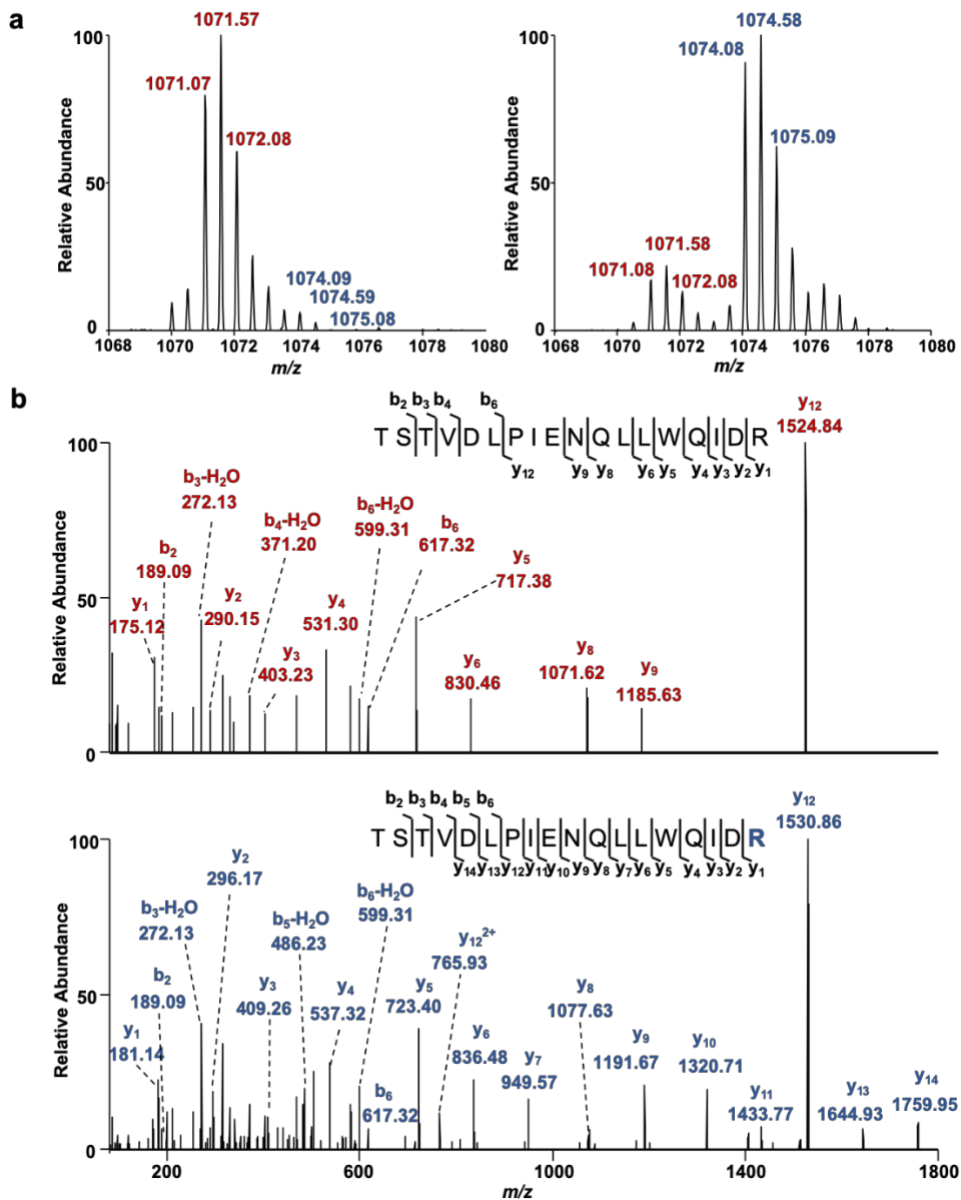 a
1071.57
1071.07
1072.08
1074.09
1074.59
1075.08
100
50
0
Relative Abundance
1068 1070 1072 1074 1076 1078 1080
m/z
1074.58
1074.08
1075.09
1071.58
1071.08
1072.08
100
50
0
Relative Abundance
1068 1070 1072 1074 1076 1078 1080
m/z
b
b2 b3 b4 b6
T S T V D L P I E N Q L L W Q I D R
y12 y9 y8 y6 y5 y4 y3 y2 y1
y12
1524.84
b3-H2O
272.13
b4-H2O
371.20
b6-H2O
599.31
b6
617.32
b2
189.09
y2
290.15
y5
717.38
y1
175.12
y4
531.30
y3
403.23
y6
830.46
y8
1071.62
y9
1185.63
100
50
0
Relative Abundance
b2 b3 b4 b5 b6
T S T V D L P I E N Q L L W Q I D R
y14 y13 y12 y11 y10 y9 y8 y7 y6 y5 y4 y3 y2 y1
y12
1530.86
y2
296.17
b3-H2O
272.13
b5-H2O
486.23
b6-H2O
599.31
y12 2+
765.93
b2
189.09
y3
409.26
y4
537.32
y5
723.40
y8
1077.63
y1
181.14
b6
617.32
y6
836.48
y7
949.57
y9
1191.67
y10
1320.71
y11
1433.77
y13
1644.93
y14
1759.95
100
50
0
Relative Abundance
200 600 1000 1400 1800
m/z